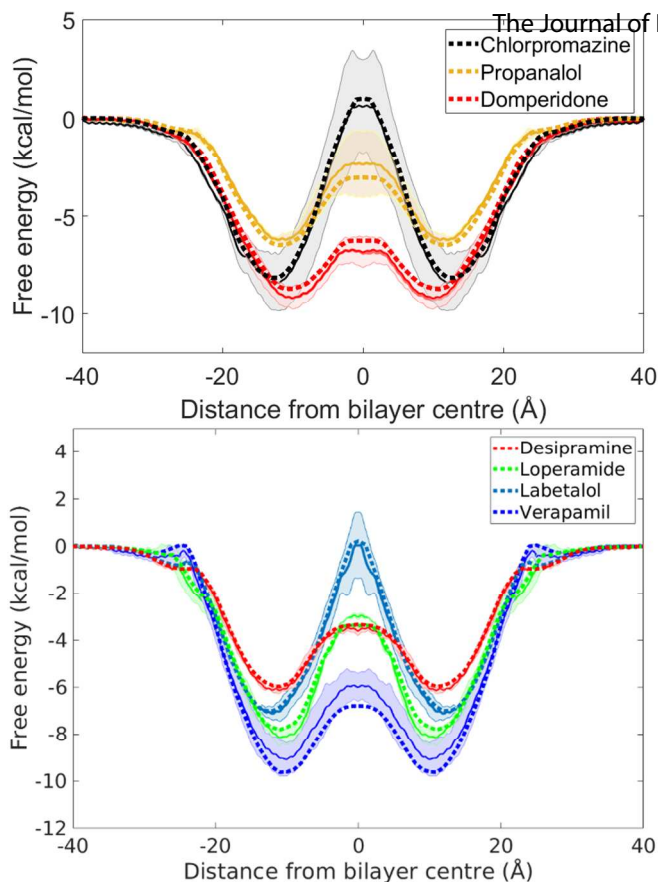 The Journal of
5
0
-5
-10
Free energy (kcal/mol)
Chlorpromazine
Propanalol
Domperidone
-40
-20
0
20
40
Distance from bilayer centre (Å)
4
2
0
-2
-4
-6
-8
-10
-12
Free energy (kcal/mol)
Desipramine
Loperamide
Labetalol
Verapamil
-40
-20
0
20
40
Distance from bilayer centre (Å)